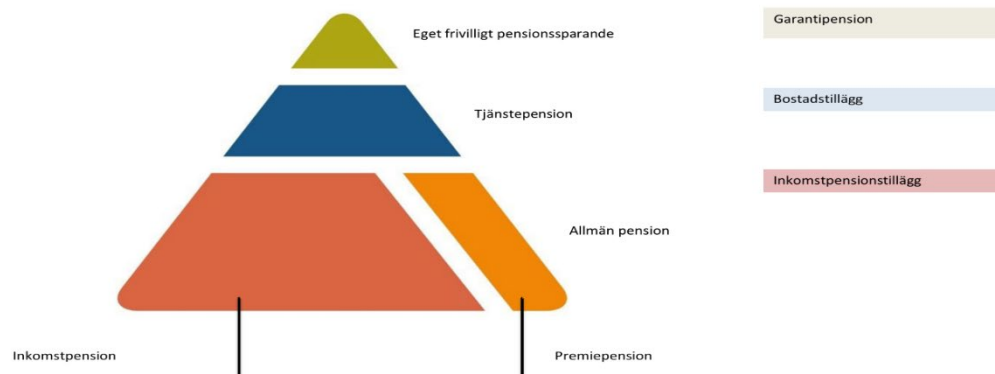 Eget frivilligt pensionssparande
Tjänstepension
Allmän pension
Inkomstpension
Premiepension
Garantipension
Bostadstillägg
Inkomstpensionstillägg